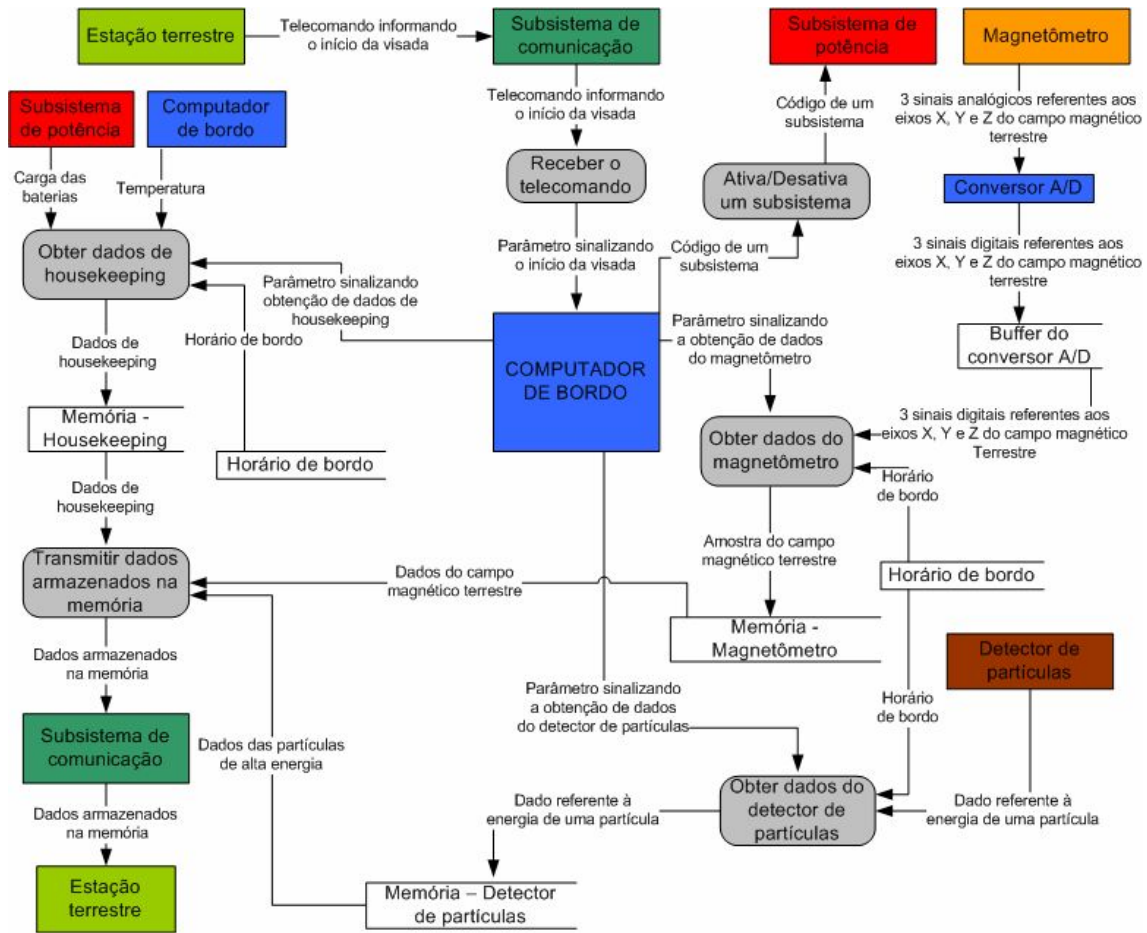 Estação terrestre
Telecomando informando
o início da visada
Subsistema de
comunicação
Subsistema de
potência
Magnetômetro
Subsistema
de potência
Computador
de bordo
Telecomando informando
o início da visada
Código de um
subsistema
3 sinais analógicos referentes aos
eixos X, Y e Z do campo magnético
terrestre
Carga das
baterias
Temperatura
Receber o
telecomando
Ativa/Desativa
um subsistema
Conversor A/D
Obter dados de
housekeeping
Parâmetro sinalizando
o início da visada
Código de um
subsistema
3 sinais digitais referentes aos
eixos X, Y e Z do campo magnético
terrestre
Parâmetro sinalizando
obtenção de dados de
housekeeping
Dados de
housekeeping
Horário de bordo
COMPUTADOR
DE BORDO
Parâmetro sinalizando
a obtenção de dados
do magnetômetro
Buffer do
conversor A/D
Memória -
Housekeeping
Horário de bordo
Obter dados do
magnetômetro
3 sinais digitais referentes aos
eixos X, Y e Z do campo magnético
Terrestre
Dados de
housekeeping
Horário
de bordo
Transmitir dados
armazenados na
memória
Dados do campo
magnético terrestre
Amostra do campo
magnético terrestre
Horário de bordo
Memória -
Magnetômetro
Detector de
partículas
Dados armazenados
na memória
Parâmetro sinalizando
a obtenção de dados
do detector de partículas
Horário
de bordo
Subsistema de
comunicação
Dados das partículas
de alta energia
Obter dados do
detector de
partículas
Dado referente à
energia de uma partícula
Dado referente à
energia de uma partícula
Dados armazenados
na memória
Estação
terrestre
Memória – Detector
de partículas